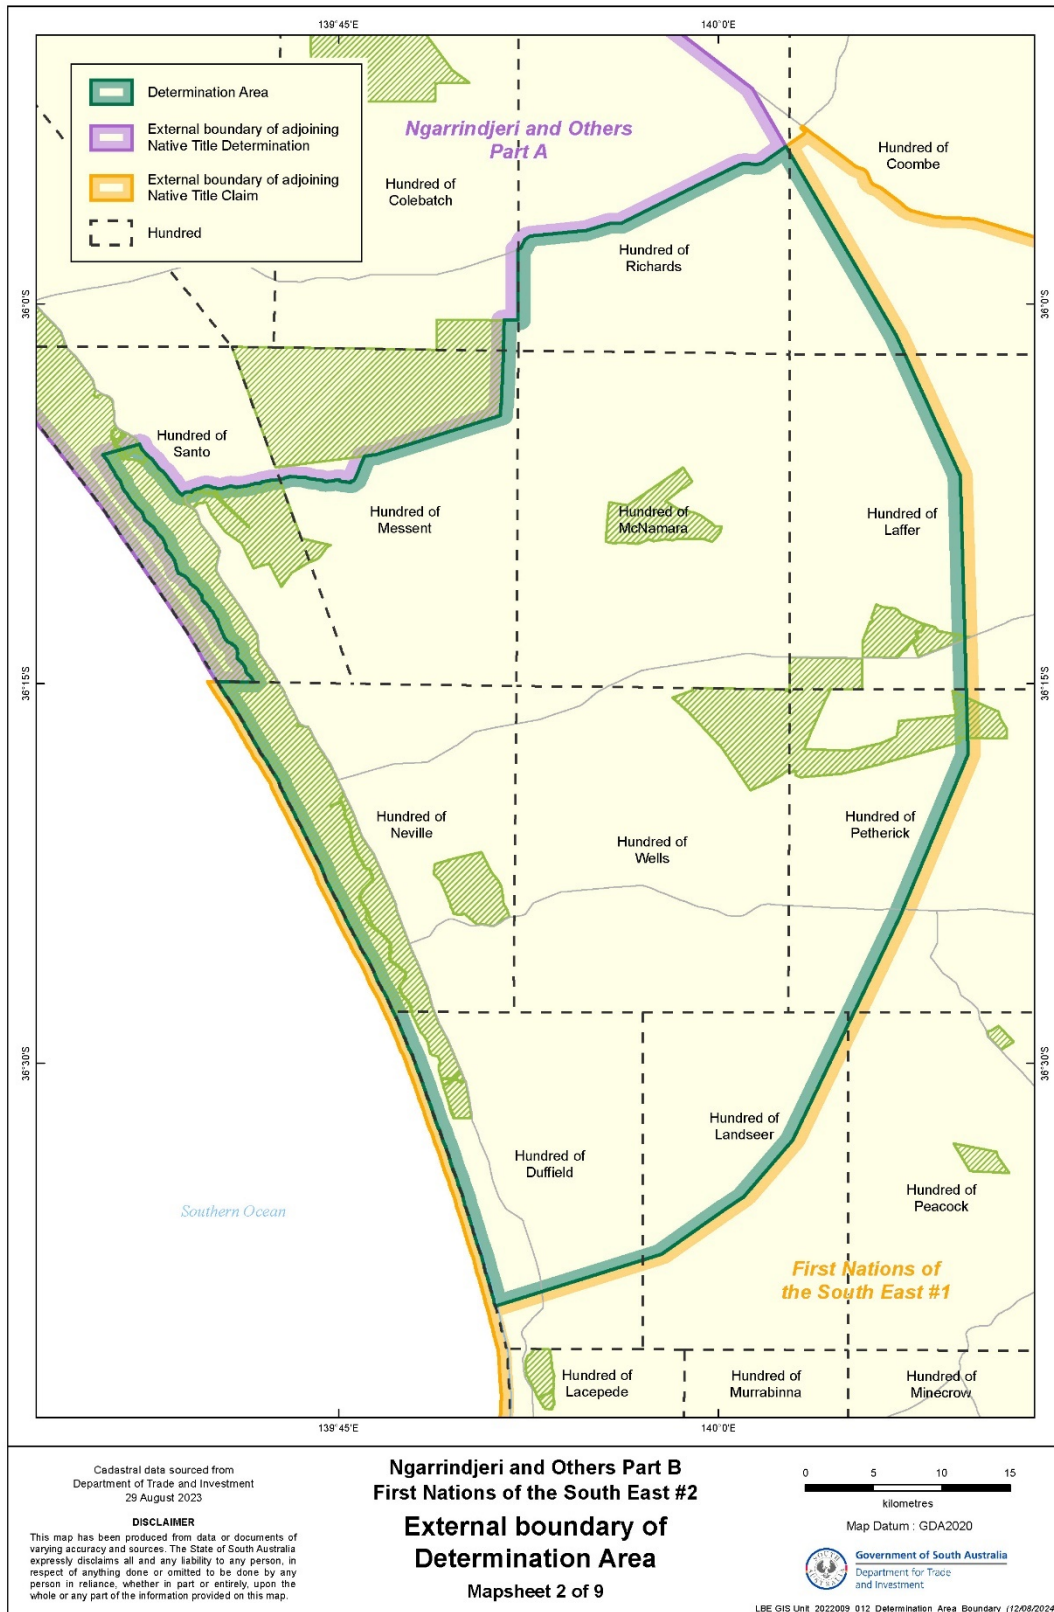 139°45'E
140°0'E
Determination Area
External boundary of adjoining
Native Title Determination
External boundary of adjoining
Native Title Claim
Hundred
Ngarrindjeri and Others
Part A
Hundred of
Coombe
Hundred of
Colebatch
Hundred of
Richards
36°0'S
36°0'S
Hundred of
Santo
Hundred of
Messent
Hundred of
McNamara
Hundred of
Laffer
36°15'S
36°15'S
Hundred of
Neville
Hundred of
Wells
Hundred of
Petherick
36°30'S
36°30'S
Hundred of
Duffield
Hundred of
Landseer
Hundred of
Peacock
Southern Ocean
First Nations of
the South East #1
Hundred of
Lacepede
Hundred of
Murrabinna
Hundred of
Minecrow
139°45'E
140°0'E
Cadastral data sourced from
Department of Trade and Investment
29 August 2023
DISCLAIMER
This map has been produced from data or documents of
varying accuracy and sources. The State of South Australia
expressly disclaims all and any liability to any person, in
respect of anything done or omitted to be done by any
person in reliance, whether in part or entirely, upon the
whole or any part of the information provided on this map.
Ngarrindjeri and Others Part B
First Nations of the South East #2
External boundary of
Determination Area
Mapsheet 2 of 9
0 5 10 15
kilometres
Map Datum : GDA2020
SOUTH AUSTRALIA
Government of South Australia
Department for Trade
and Investment
LBE GIS Unit 2022009_012_Determination_Area_Boundary (12/08/2024)